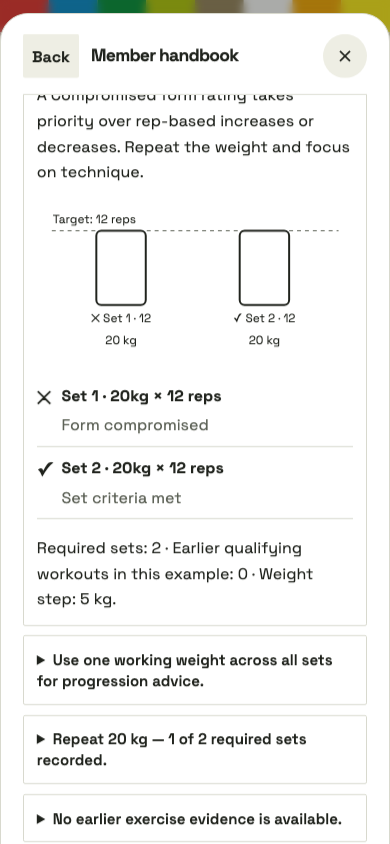 Back
Member handbook
A Compromised form rating takes
priority over rep-based increases or
decreases. Repeat the weight and focus
on technique.
Target: 12 reps
✕ Set 1 · 12
20 kg
✓ Set 2 · 12
20 kg
✕ Set 1 · 20kg × 12 reps
Form compromised
✓ Set 2 · 20kg × 12 reps
Set criteria met
Required sets: 2 · Earlier qualifying
workouts in this example: 0 · Weight
step: 5 kg.
▶ Use one working weight across all sets
for progression advice.
▶ Repeat 20 kg — 1 of 2 required sets
recorded.
▶ No earlier exercise evidence is available.